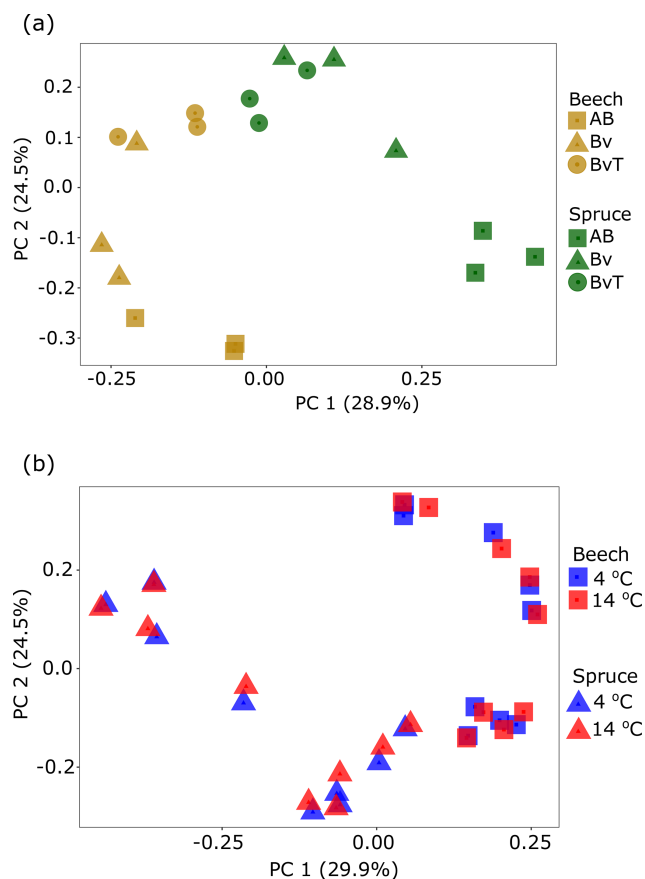 (a)
0.2
0.1
0.0
-0.1
-0.2
-0.3
PC 2 (24.5%)
-0.25
0.00
0.25
PC 1 (28.9%)
Beech
AB
Bv
BvT
Spruce
AB
Bv
BvT
(b)
0.2
0.0
-0.2
PC 2 (24.5%)
-0.25
0.00
0.25
PC 1 (29.9%)
Beech
4 °C
14 °C
Spruce
4 °C
14 °C